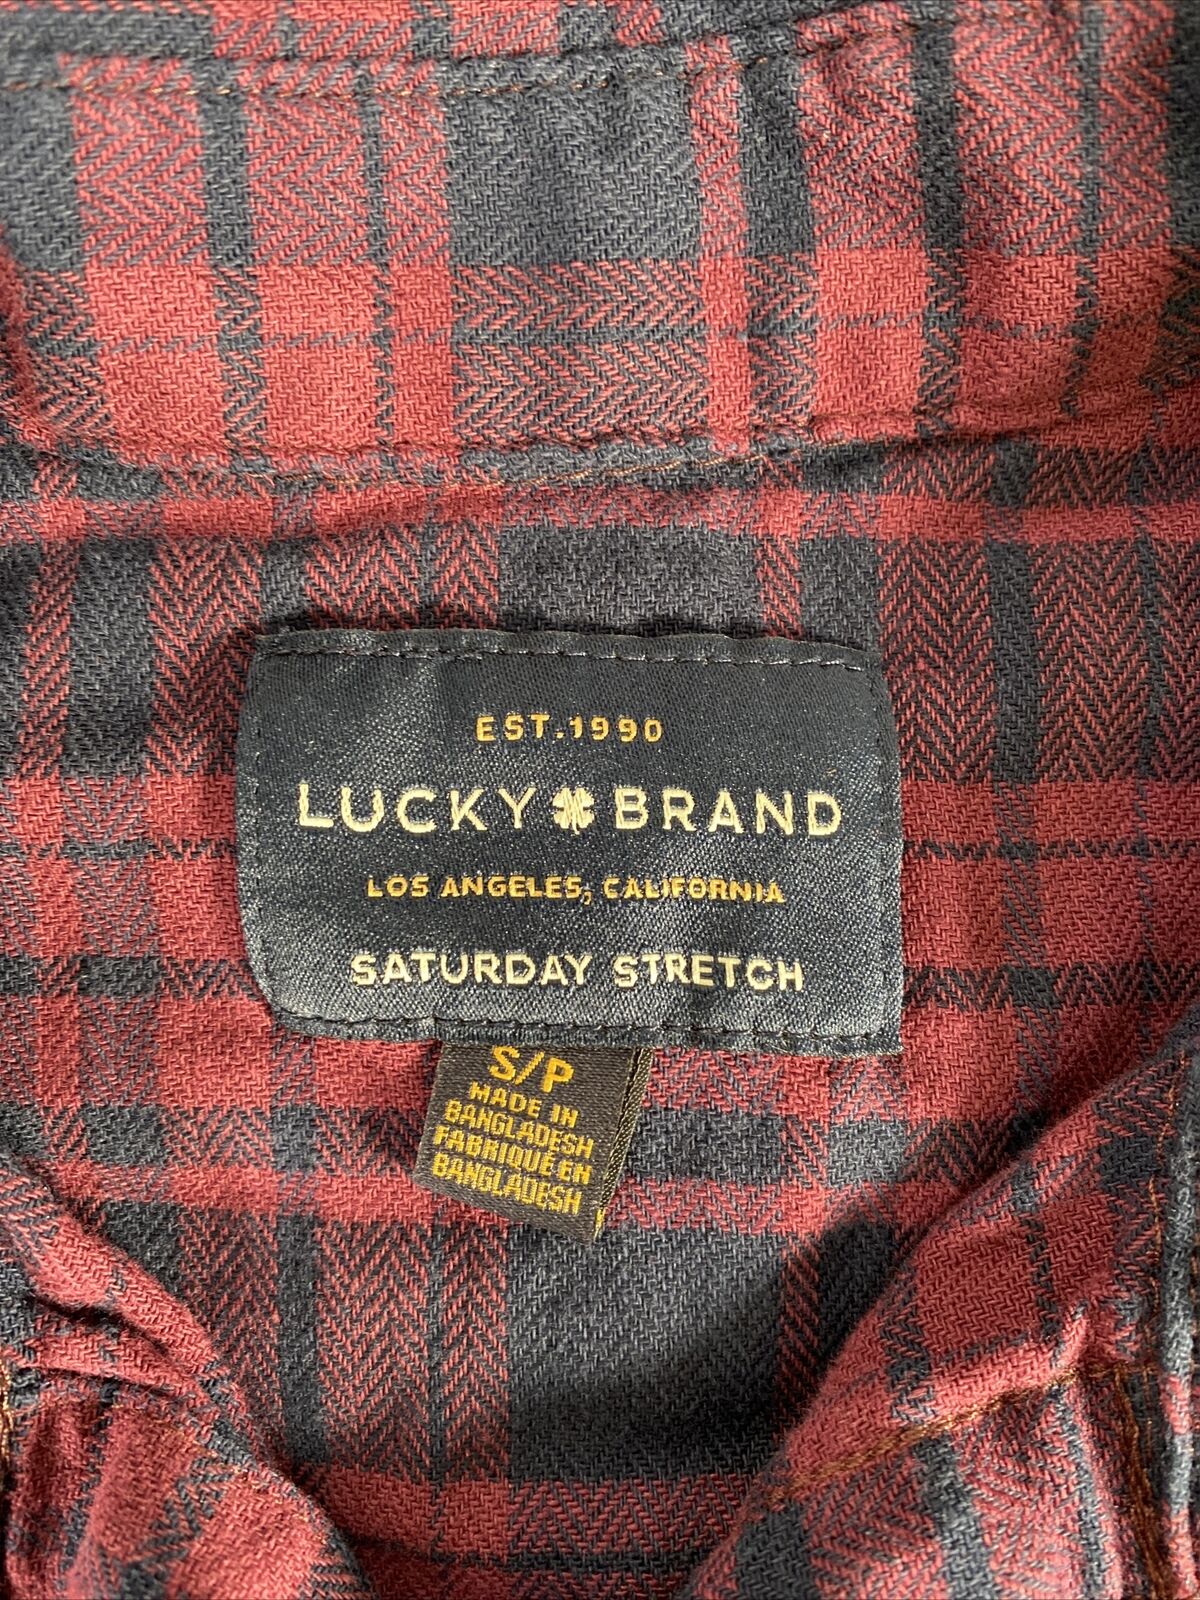 EST.1990
LUCKY BRAND
LOS ANGELES, CALIFORNIA
SATURDAY STRETCH
S/P
MADE IN
BANGLADESH
FABRIQUÉ EN
BANGLADESH